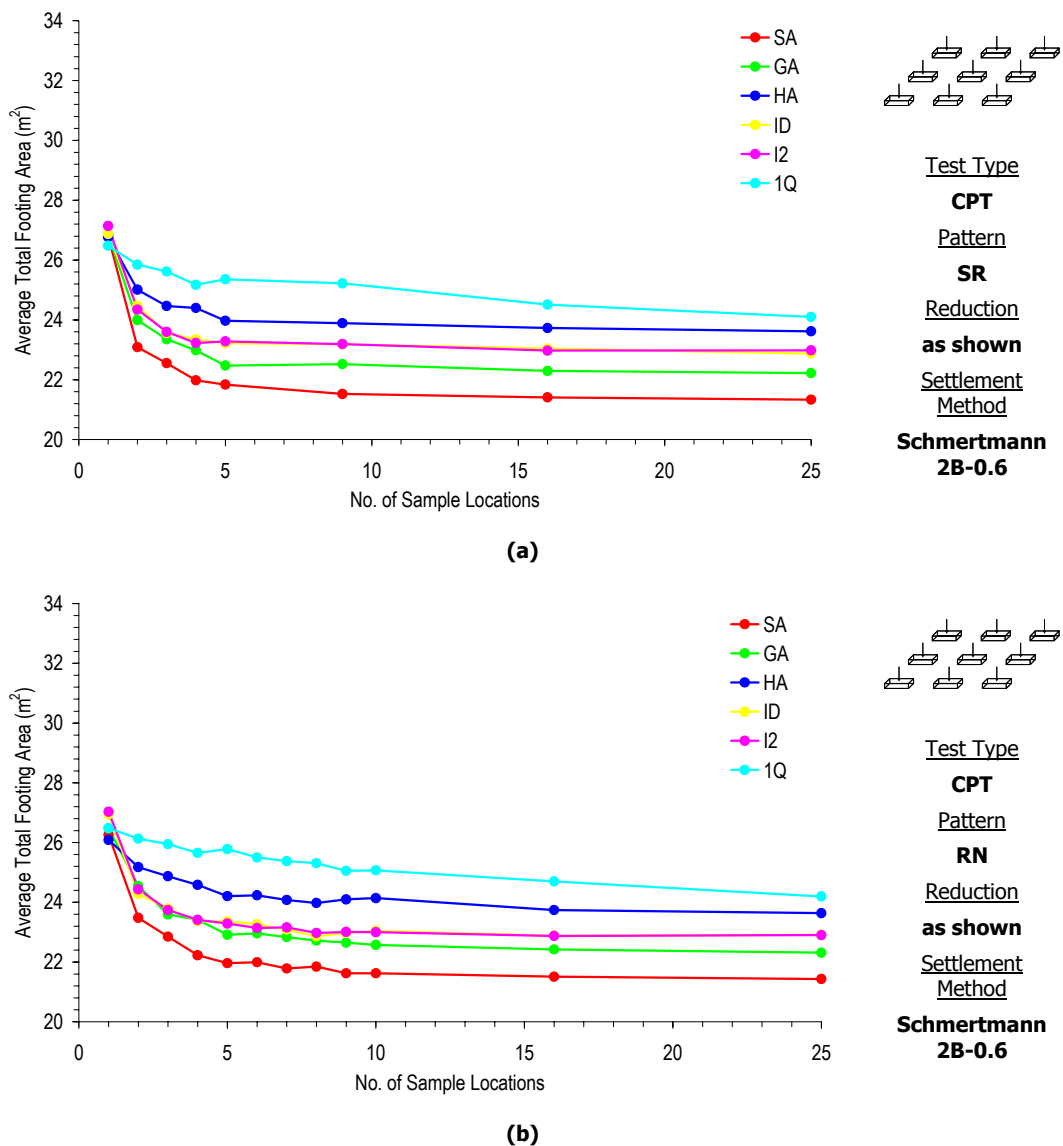 34
32
30
28
26
24
22
20
Average Total Footing Area (m²)
0
5
10
15
20
25
No. of Sample Locations
SA
GA
HA
ID
I2
1Q
Test Type
CPT
Pattern
SR
Reduction
as shown
Settlement
Method
Schmertmann
2B-0.6
(a)
34
32
30
28
26
24
22
20
Average Total Footing Area (m²)
0
5
10
15
20
25
No. of Sample Locations
SA
GA
HA
ID
I2
1Q
Test Type
CPT
Pattern
RN
Reduction
as shown
Settlement
Method
Schmertmann
2B-0.6
(b)